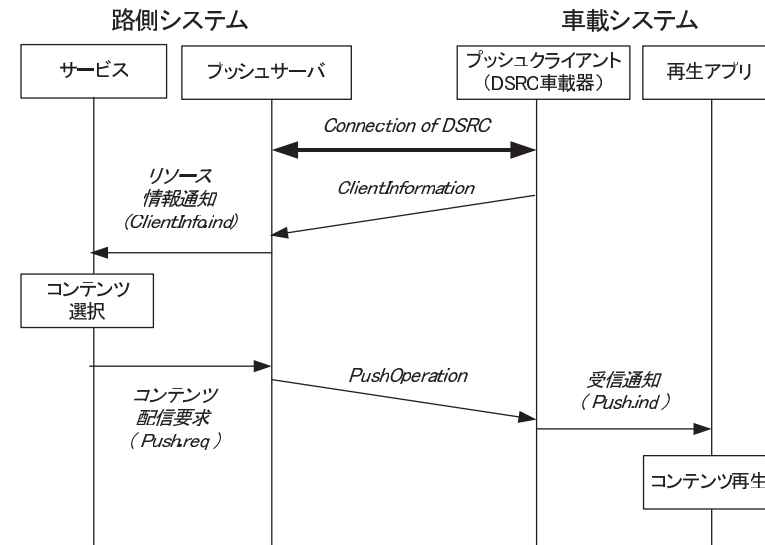 路側システム
車載システム
サービス
プッシュサーバ
プッシュクライアント
（DSRC車載器）
再生アプリ
Connection of DSRC
リソース
情報通知
(ClientInfo.ind)
ClientInformation
コンテンツ
選択
コンテンツ
配信要求
（Push.req）
PushOperation
受信通知
（Push.ind）
コンテンツ再生